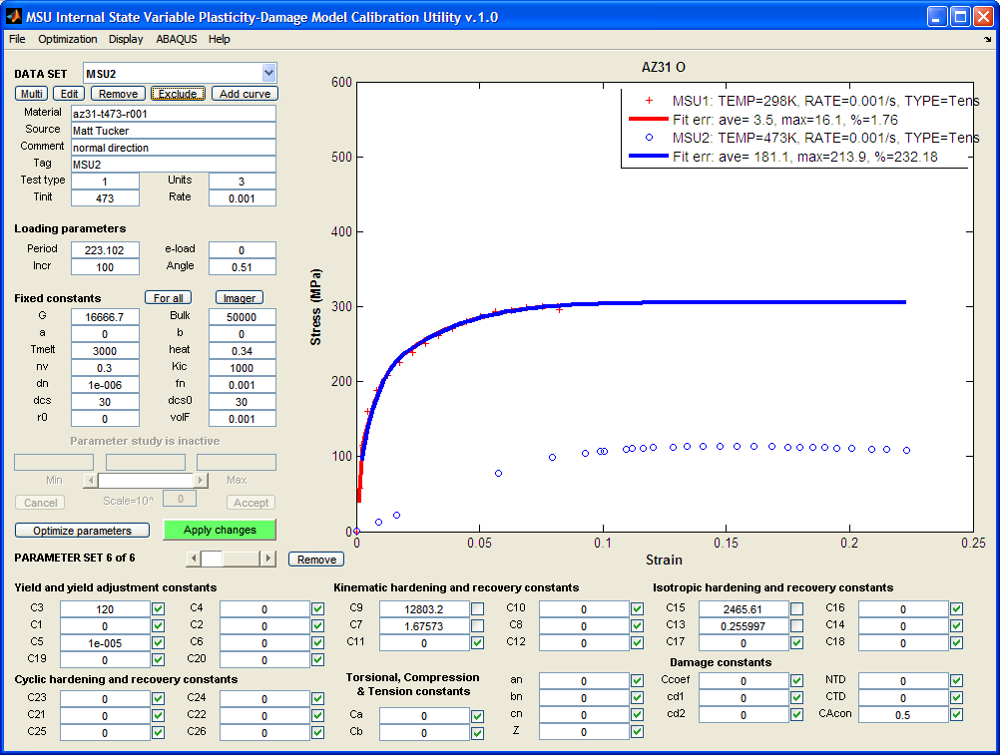 MSU Internal State Variable Plasticity-Damage Model Calibration Utility v.1.0
File Optimization Display ABAQUS Help
DATA SET MSU2
Multi Edit Remove Exclude Add curve
Material az31-t473-r001
Source Matt Tucker
Comment normal direction
Tag MSU2
Test type 1 Units 3
Tinit 473 Rate 0.001
Loading parameters
Period 223.102 e-load 0
Incr 100 Angle 0.51
Fixed constants For all Imager
G 16666.7 Bulk 50000
a 0 b 0
Tmelt 3000 heat 0.34
nv 0.3 Kic 1000
dn 1e-006 fn 0.001
dcs 30 dcs0 30
r0 0 volF 0.001
Parameter study is inactive
Min Max
Cancel Scale=10^ 0 Accept
Optimize parameters Apply changes
AZ31 O
600
500
400
300
200
100
0
Stress (MPa)
MSU1: TEMP=298K, RATE=0.001/s, TYPE=Tens
Fit err: ave= 3.5, max=16.1, %=1.76
MSU2: TEMP=473K, RATE=0.001/s, TYPE=Tens
Fit err: ave= 181.1, max=213.9, %=232.18
0 0.05 0.1 0.15 0.2 0.25
Strain
PARAMETER SET 6 of 6 Remove
Yield and yield adjustment constants
C3 120 C4 0
C1 0 C2 0
C5 1e-005 C6 0
C19 0 C20 0
Cyclic hardening and recovery constants
C23 0 C24 0
C21 0 C22 0
C25 0 C26 0
Kinematic hardening and recovery constants
C9 12803.2 C10 0
C7 1.67573 C8 0
C11 0 C12 0
Torsional, Compression
& Tension constants
Ca 0
Cb 0
an 0
bn 0
cn 0
Z 0
Isotropic hardening and recovery constants
C15 2465.61 C16 0
C13 0.255997 C14 0
C17 0 C18 0
Damage constants
Ccoef 0 NTD 0
cd1 0 CTD 0
cd2 0 CAcon 0.5